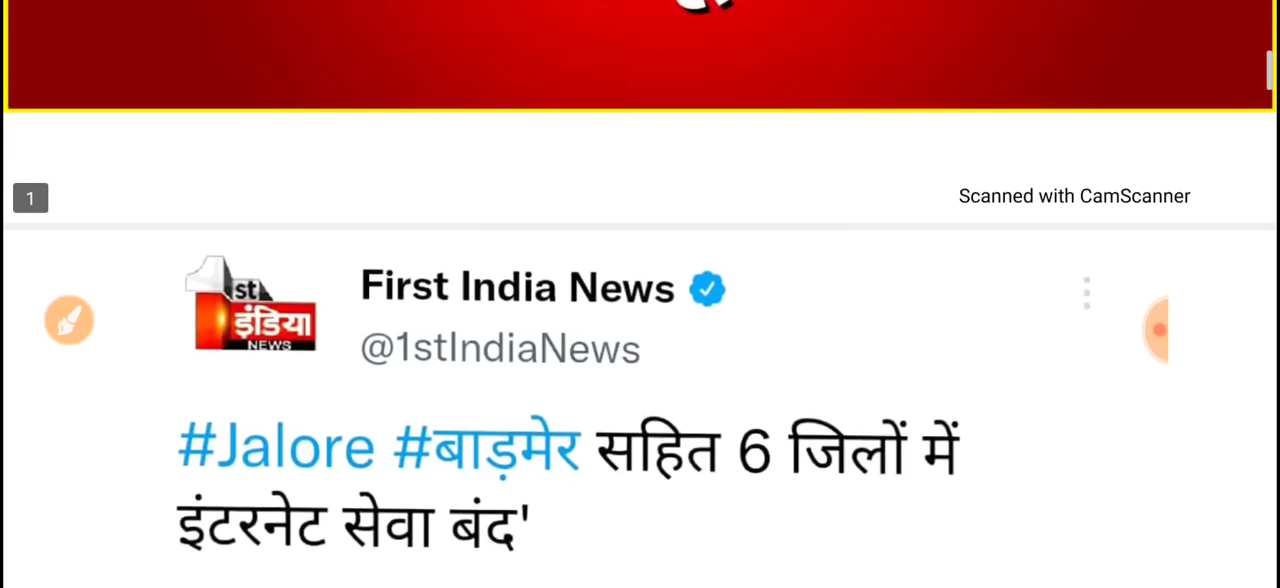 1
Scanned with CamScanner
1st
इंडिया
NEWS
First India News
@1stIndiaNews
#Jalore #बाड़मेर सहित 6 जिलों में
इंटरनेट सेवा बंद'